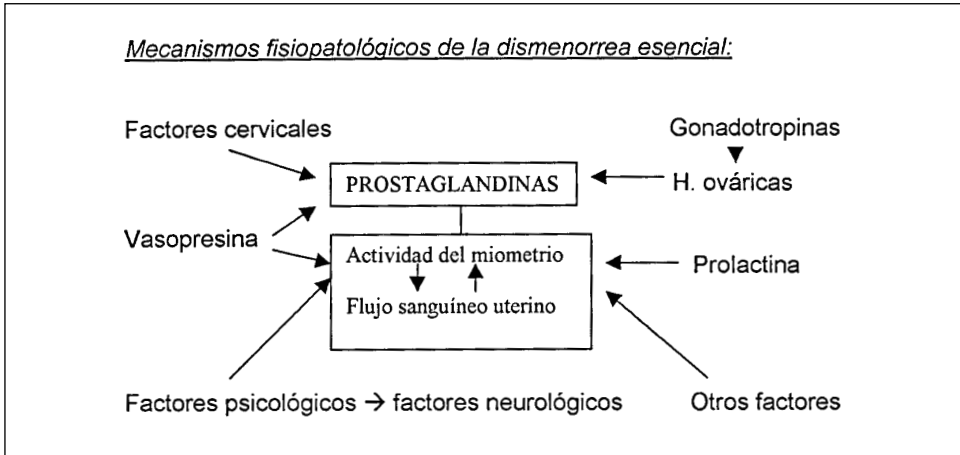 Mecanismos fisiopatológicos de la dismenorrea esencial:
Factores cervicales
Gonadotropinas
PROSTAGLANDINAS
H. ováricas
Vasopresina
Actividad del miometrio
Prolactina
Flujo sanguíneo uterino
Factores psicológicos → factores neurológicos
Otros factores